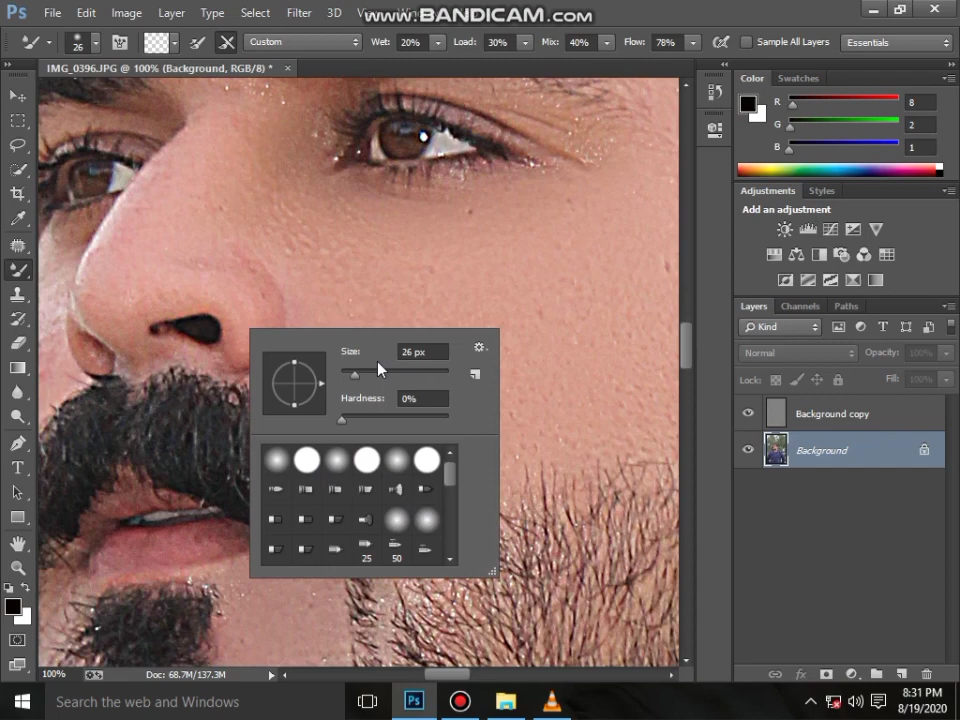 Ps File Edit Image Layer Type Select Filter 3D
www.BANDICAM.com
26 Custom Wet: 20% Load: 30% Mix: 40% Flow: 78% Sample All Layers Essentials
IMG_0396.JPG @ 100% (Background, RGB/8) * ×
Color Swatches
R 8
G 2
B 1
Adjustments Styles
Add an adjustment
Layers Channels Paths
Kind
Normal Opacity: 100%
Lock: Fill: 100%
Background copy
Background
Size: 26 px
Hardness: 0%
25 50
100% Doc: 68.7M/137.3M
Search the web and Windows
Ps
8:31 PM
8/19/2020